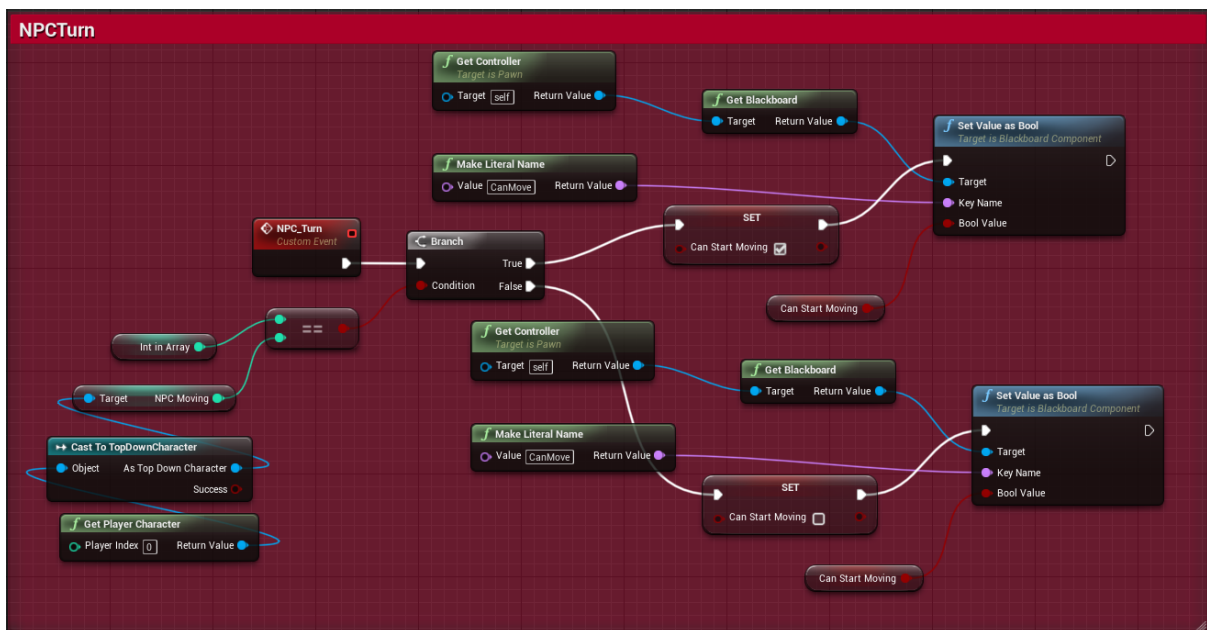 NPCTurn
Get Controller
Target is Pawn
Target self Return Value
Get Blackboard
Target Return Value
Set Value as Bool
Target is Blackboard Component
Target
Key Name
Bool Value
Make Literal Name
Value CanMove Return Value
SET
Can Start Moving
NPC_Turn
Custom Event
Branch
True
Condition False
Can Start Moving
==
Int in Array
Target NPC Moving
Get Controller
Target is Pawn
Target self Return Value
Get Blackboard
Target Return Value
Set Value as Bool
Target is Blackboard Component
Target
Key Name
Bool Value
Make Literal Name
Value CanMove Return Value
Cast To TopDownCharacter
Object As Top Down Character
Success
SET
Can Start Moving
Get Player Character
Player Index 0 Return Value
Can Start Moving